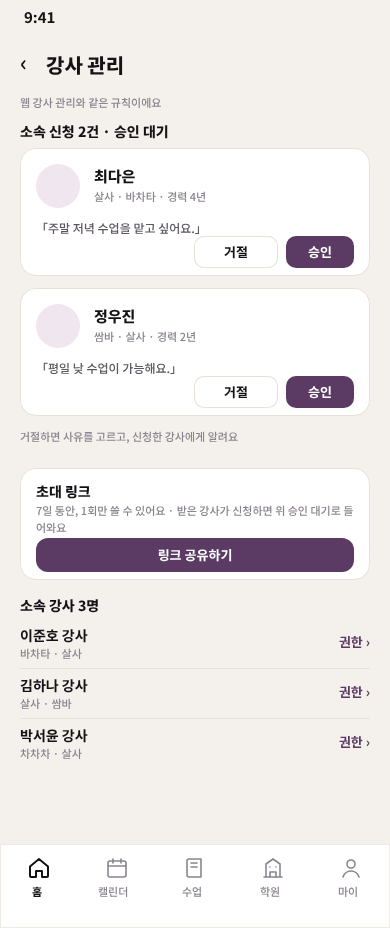 9:41
‹ 강사 관리
웹 강사 관리와 같은 규칙이에요
소속 신청 2건 · 승인 대기
최다은
살사 · 바차타 · 경력 4년
「주말 저녁 수업을 맡고 싶어요.」
거절 승인
정우진
쌈바 · 살사 · 경력 2년
「평일 낮 수업이 가능해요.」
거절 승인
거절하면 사유를 고르고, 신청한 강사에게 알려요
초대 링크
7일 동안, 1회만 쓸 수 있어요 · 받은 강사가 신청하면 위 승인 대기로 들
어와요
링크 공유하기
소속 강사 3명
이준호 강사
바차타 · 살사
권한 ›
김하나 강사
살사 · 쌈바
권한 ›
박서윤 강사
차차차 · 살사
권한 ›
홈 캘린더 수업 학원 마이